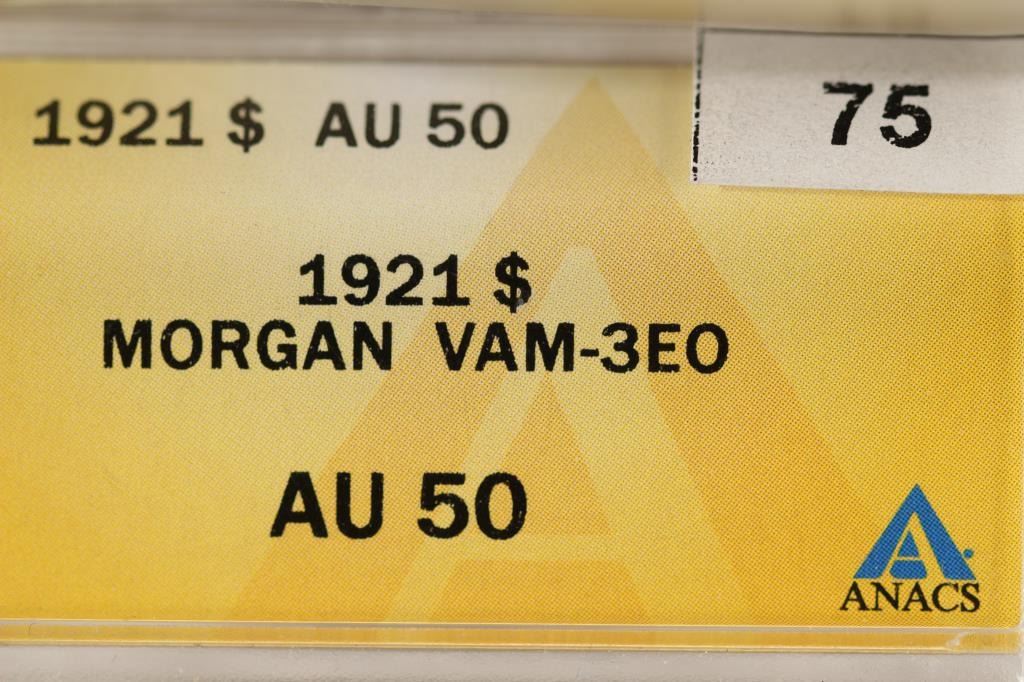 1921 $ AU 50
75
1921 $
MORGAN VAM-3EO
AU 50
ANACS